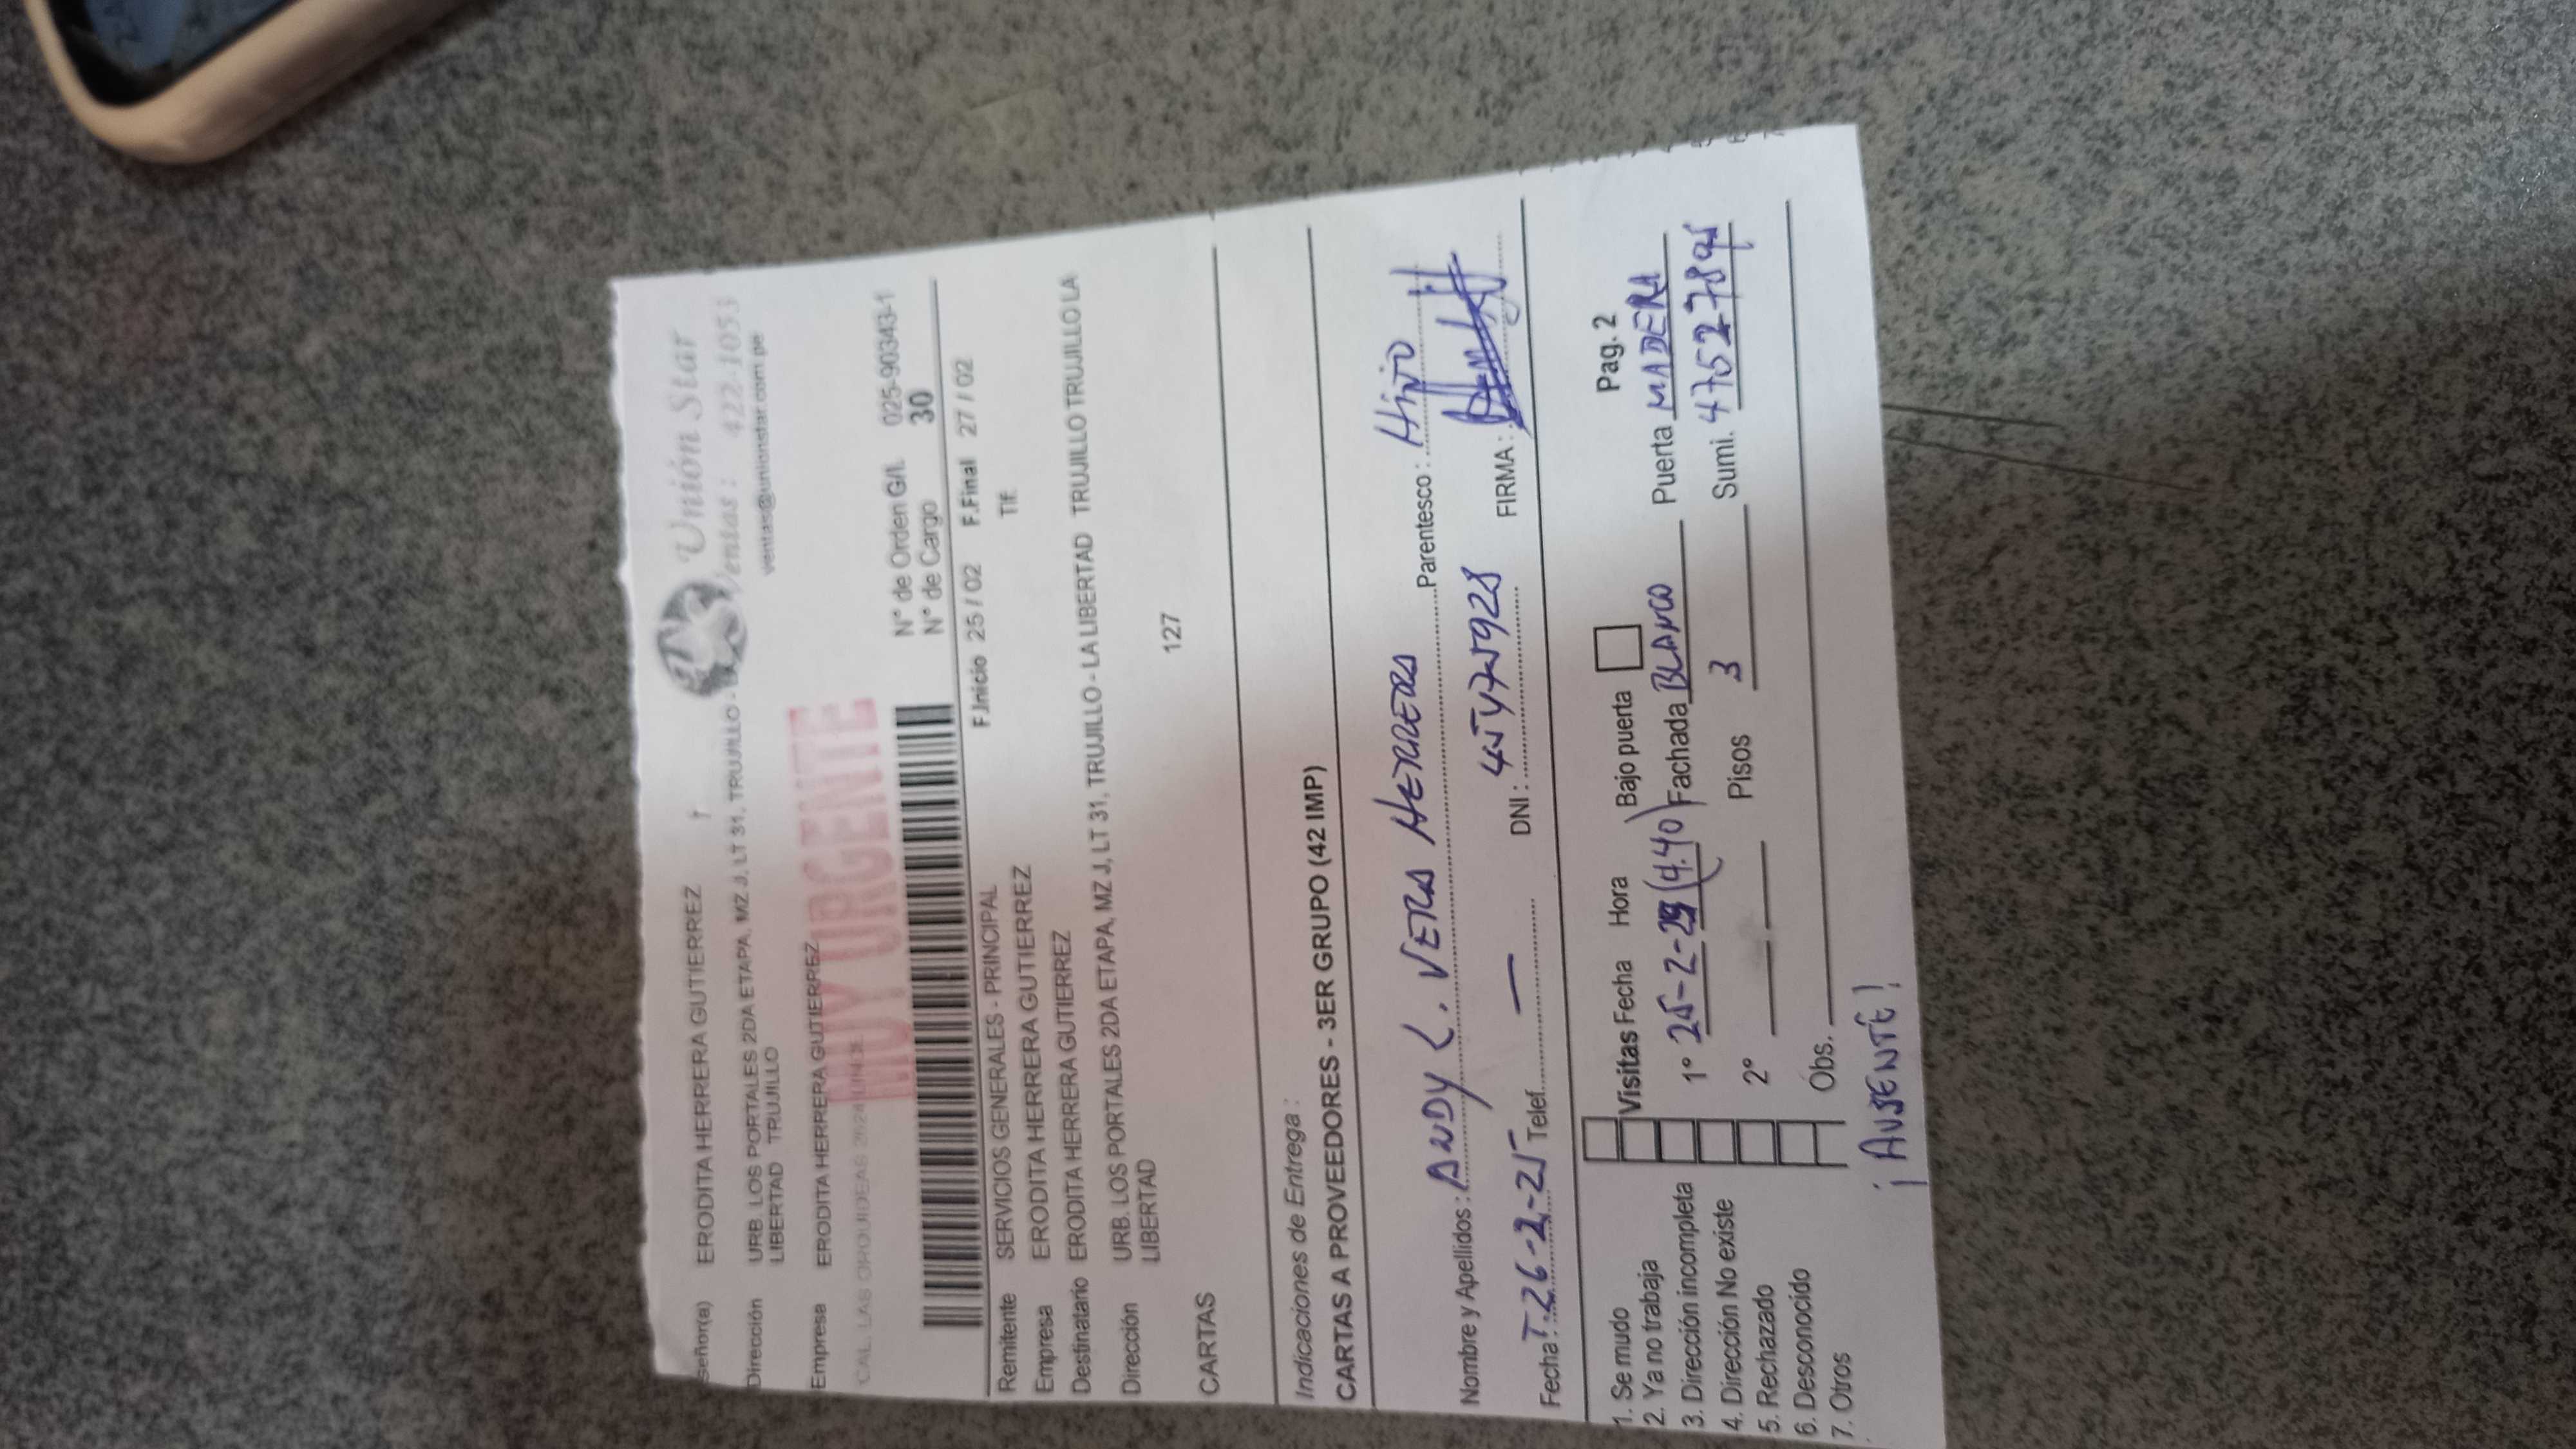 Unión Star
Ventas : 422-1053
ventas@unionstar.com.pe
Señor(a) ERODITA HERRERA GUTIERREZ
Dirección URB. LOS PORTALES 2DA ETAPA, MZ J, LT 31, TRUJILLO -
LIBERTAD TRUJILLO
Empresa ERODITA HERRERA GUTIERREZ
MUY URGENTE
CAL. LAS ORQUIDEAS
N° de Orden G/L 025-90343-1
N° de Cargo 30
F.Inicio 25 / 02 F.Final 27 / 02
Remitente SERVICIOS GENERALES - PRINCIPAL Tlf.
Empresa ERODITA HERRERA GUTIERREZ
Destinatario ERODITA HERRERA GUTIERREZ
Dirección URB. LOS PORTALES 2DA ETAPA, MZ J, LT 31, TRUJILLO - LA LIBERTAD TRUJILLO TRUJILLO LA
LIBERTAD
127
CARTAS
Indicaciones de Entrega :
CARTAS A PROVEEDORES - 3ER GRUPO (42 IMP)
Nombre y Apellidos : ANDY C. VERA HERRERA Parentesco : Hijo
Fecha : 26-2-25 Telef. — DNI : FIRMA :
1. Se mudo
2. Ya no trabaja
3. Dirección incompleta
4. Dirección No existe
5. Rechazado
6. Desconocido
7. Otros
Visitas Fecha Hora Bajo puerta Pag. 2
1° (4.40) Fachada BLANCO Puerta MADERA
2° Pisos 3 Sumi. 47527895
Obs.
¡AUSENTE!